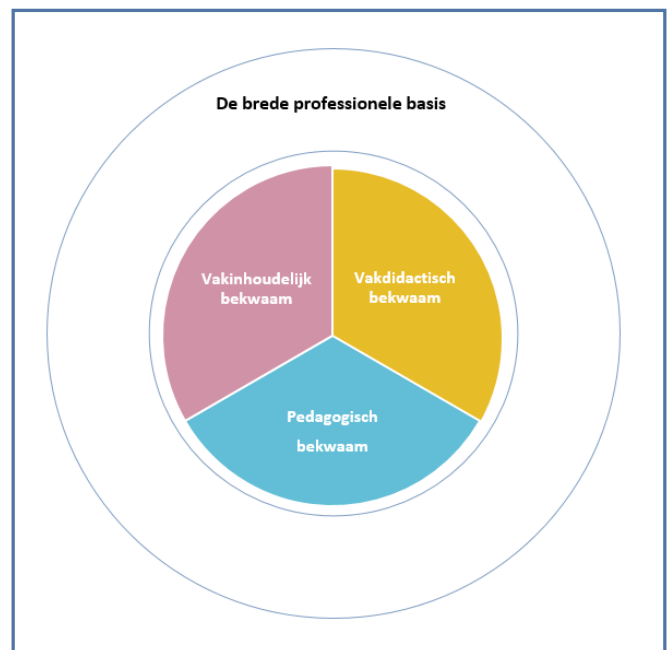 De brede professionele basis
Vakinhoudelijk
bekwaam
Vakdidactisch
bekwaam
Pedagogisch
bekwaam